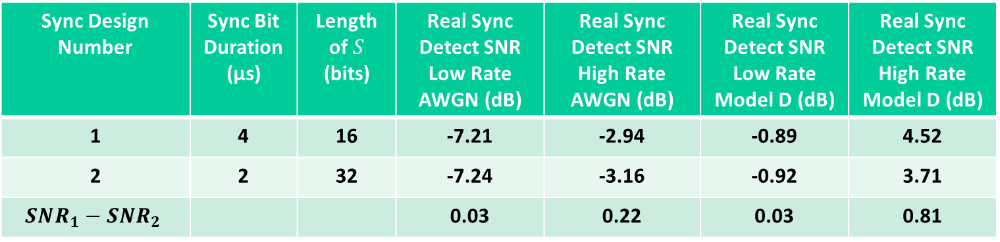 Sync Design Number | Sync Bit Duration (µs) | Length of S (bits) | Real Sync Detect SNR Low Rate AWGN (dB) | Real Sync Detect SNR High Rate AWGN (dB) | Real Sync Detect SNR Low Rate Model D (dB) | Real Sync Detect SNR High Rate Model D (dB)
1 | 4 | 16 | -7.21 | -2.94 | -0.89 | 4.52
2 | 2 | 32 | -7.24 | -3.16 | -0.92 | 3.71
SNR₁ − SNR₂ | | | 0.03 | 0.22 | 0.03 | 0.81